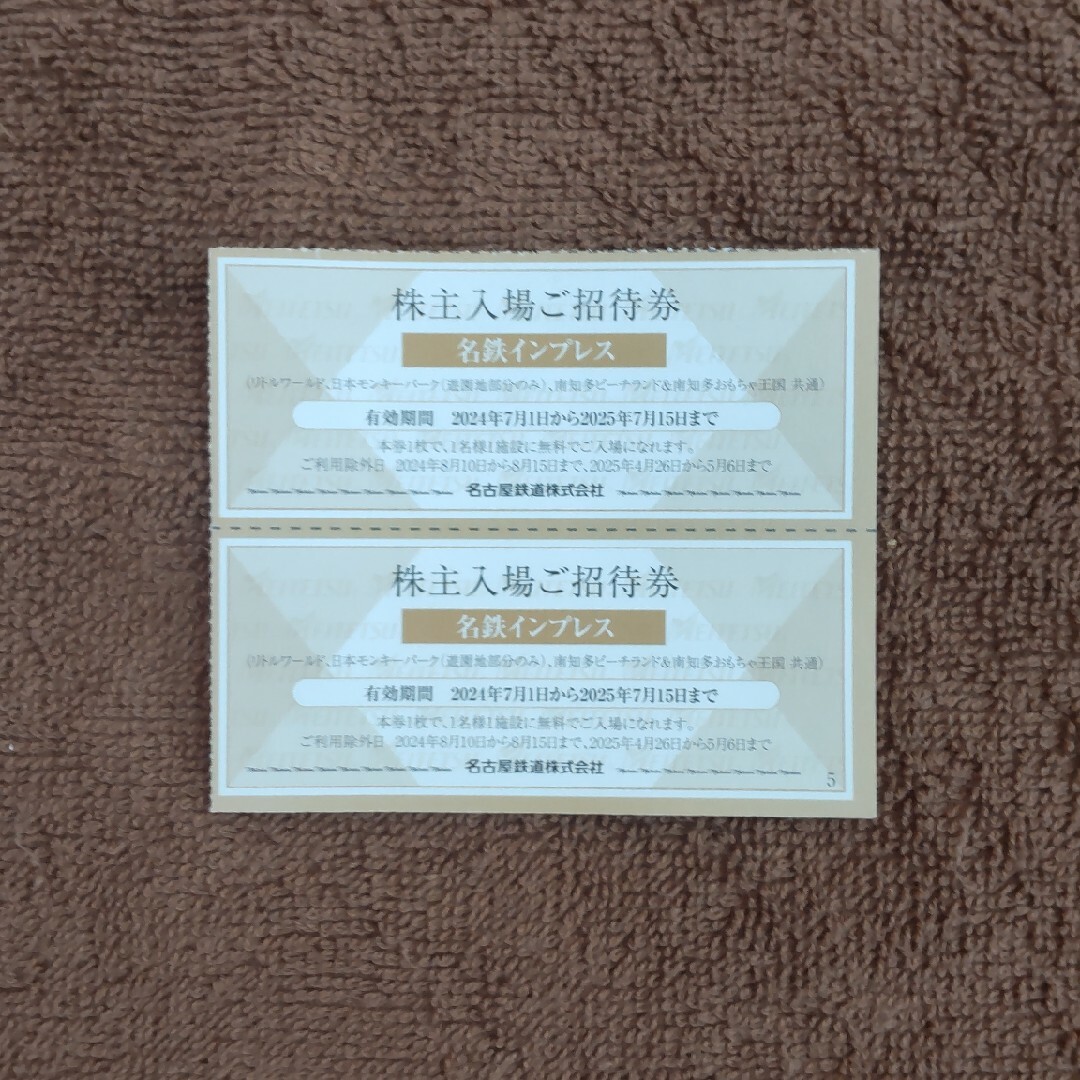 株主入場ご招待券
名鉄インプレス
(リトルワールド、日本モンキーパーク(遊園地部分のみ)、南知多ビーチランド&南知多おもちゃ王国 共通)
有効期間 2024年7月1日から2025年7月15日まで
本券1枚で、1名様1施設に無料でご入場になれます。
ご利用除外日 2024年8月10日から8月15日まで、2025年4月26日から5月6日まで
名古屋鉄道株式会社
株主入場ご招待券
名鉄インプレス
(リトルワールド、日本モンキーパーク(遊園地部分のみ)、南知多ビーチランド&南知多おもちゃ王国 共通)
有効期間 2024年7月1日から2025年7月15日まで
本券1枚で、1名様1施設に無料でご入場になれます。
ご利用除外日 2024年8月10日から8月15日まで、2025年4月26日から5月6日まで
名古屋鉄道株式会社
5